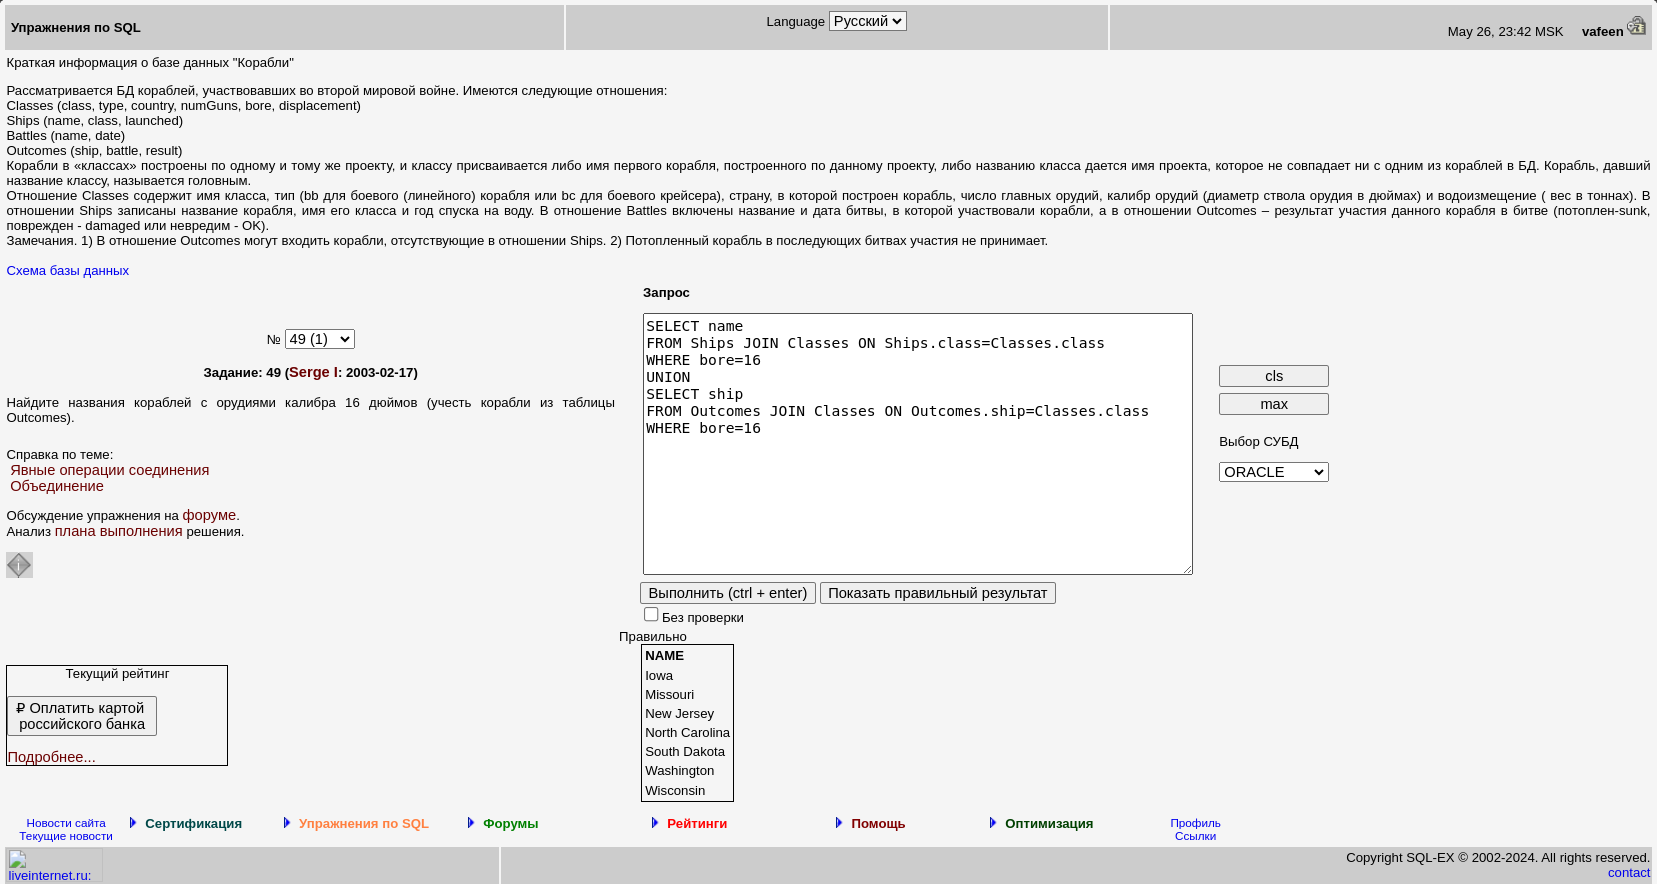 Упражнения по SQL
Language Русский
May 26, 23:42 MSK vafeen
Краткая информация о базе данных "Корабли"
Рассматривается БД кораблей, участвовавших во второй мировой войне. Имеются следующие отношения:
Classes (class, type, country, numGuns, bore, displacement)
Ships (name, class, launched)
Battles (name, date)
Outcomes (ship, battle, result)
Корабли в «классах» построены по одному и тому же проекту, и классу присваивается либо имя первого корабля, построенного по данному проекту, либо названию класса дается имя проекта, которое не совпадает ни с одним из кораблей в БД. Корабль, давший
название классу, называется головным.
Отношение Classes содержит имя класса, тип (bb для боевого (линейного) корабля или bc для боевого крейсера), страну, в которой построен корабль, число главных орудий, калибр орудий (диаметр ствола орудия в дюймах) и водоизмещение ( вес в тоннах). В
отношении Ships записаны название корабля, имя его класса и год спуска на воду. В отношение Battles включены название и дата битвы, в которой участвовали корабли, а в отношении Outcomes – результат участия данного корабля в битве (потоплен-sunk,
поврежден - damaged или невредим - OK).
Замечания. 1) В отношение Outcomes могут входить корабли, отсутствующие в отношении Ships. 2) Потопленный корабль в последующих битвах участия не принимает.
Схема базы данных
№ 49 (1)
Задание: 49 (Serge I: 2003-02-17)
Найдите названия кораблей с орудиями калибра 16 дюймов (учесть корабли из таблицы
Outcomes).
Справка по теме:
Явные операции соединения
Объединение
Обсуждение упражнения на форуме.
Анализ плана выполнения решения.
Запрос
SELECT name
FROM Ships JOIN Classes ON Ships.class=Classes.class
WHERE bore=16
UNION
SELECT ship
FROM Outcomes JOIN Classes ON Outcomes.ship=Classes.class
WHERE bore=16
cls
max
Выбор СУБД
ORACLE
Выполнить (ctrl + enter) Показать правильный результат
Без проверки
Правильно
NAME
Iowa
Missouri
New Jersey
North Carolina
South Dakota
Washington
Wisconsin
Текущий рейтинг
₽ Оплатить картой
российского банка
Подробнее...
Новости сайта
Текущие новости
Сертификация
Упражнения по SQL
Форумы
Рейтинги
Помощь
Оптимизация
Профиль
Ссылки
liveinternet.ru:
Copyright SQL-EX © 2002-2024. All rights reserved.
contact